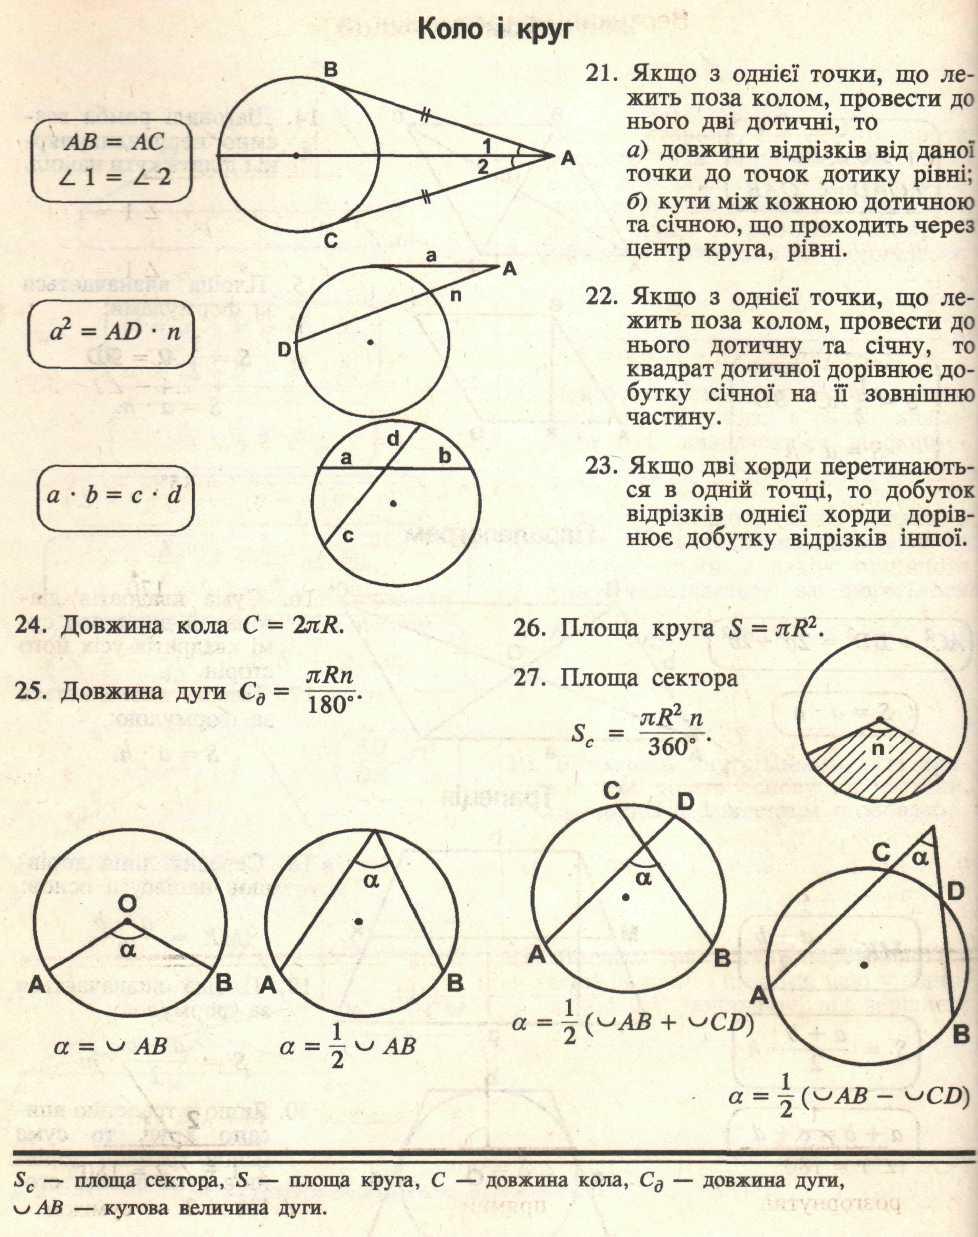 Коло і круг
AB = AC
∠ 1 = ∠ 2
B
1
2
A
C
21. Якщо з однієї точки, що ле-
жить поза колом, провести до
нього дві дотичні, то
а) довжини відрізків від даної
точки до точок дотику рівні;
б) кути між кожною дотичною
та січною, що проходить через
центр круга, рівні.
a² = AD · n
a
A
n
D
22. Якщо з однієї точки, що ле-
жить поза колом, провести до
нього дотичну та січну, то
квадрат дотичної дорівнює до-
бутку січної на її зовнішню
частину.
a · b = c · d
d
a
b
c
23. Якщо дві хорди перетинають-
ся в одній точці, то добуток
відрізків однієї хорди дорів-
нює добутку відрізків іншої.
24. Довжина кола C = 2πR.
25. Довжина дуги C_д = πRn / 180°.
26. Площа круга S = πR².
27. Площа сектора
S_c = πR² n / 360°.
n
O
α
A
B
α = ◡ AB
α
A
B
α = 1/2 ◡ AB
C
D
α
A
B
α = 1/2 (◡AB + ◡CD)
C
α
D
A
B
α = 1/2 (◡AB − ◡CD)
S_c — площа сектора, S — площа круга, C — довжина кола, C_д — довжина дуги,
◡ AB — кутова величина дуги.